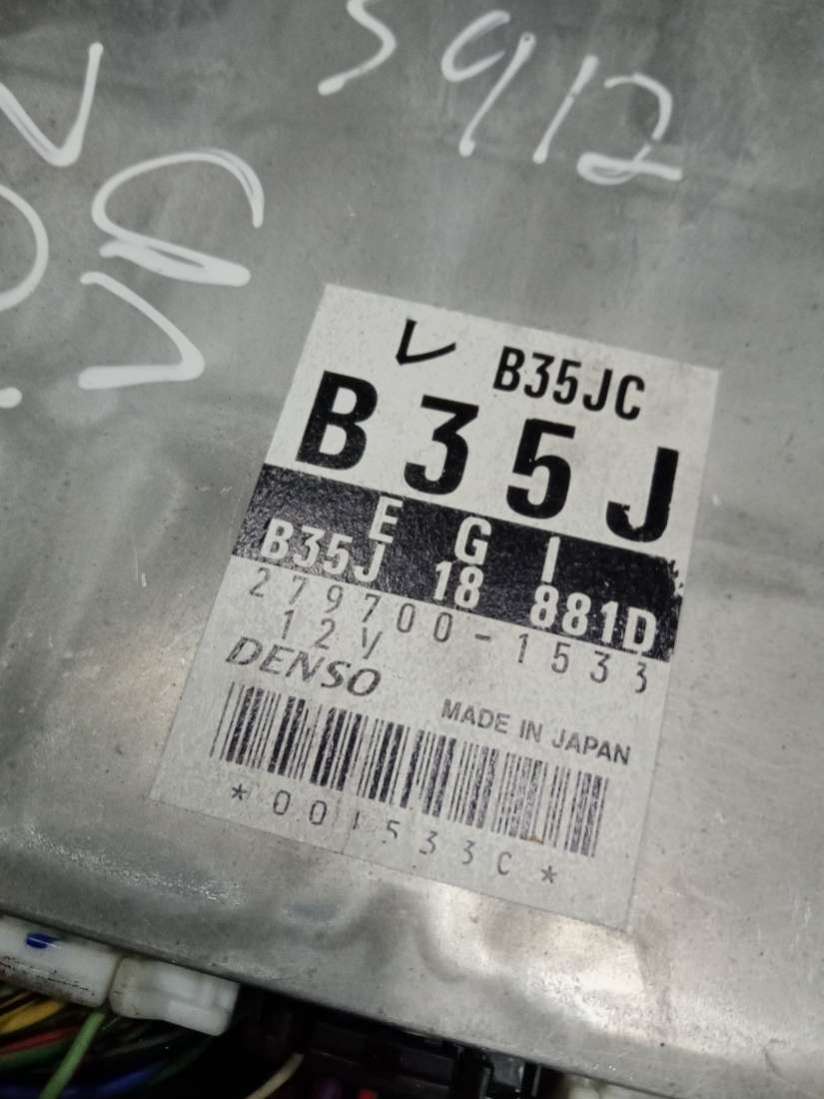 5912
B35JC
B35J
E G I
B35J 18 881D
279700-1533
12V
DENSO
MADE IN JAPAN
*001533C*